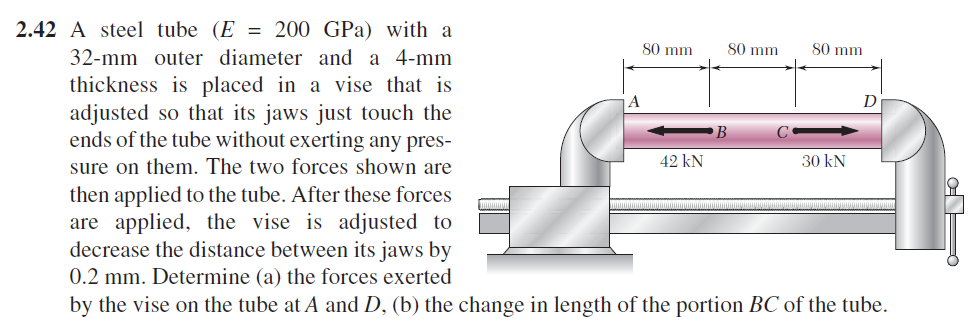 2.42 A steel tube (E = 200 GPa) with a
32-mm outer diameter and a 4-mm
thickness is placed in a vise that is
adjusted so that its jaws just touch the
ends of the tube without exerting any pres-
sure on them. The two forces shown are
then applied to the tube. After these forces
are applied, the vise is adjusted to
decrease the distance between its jaws by
0.2 mm. Determine (a) the forces exerted
by the vise on the tube at A and D, (b) the change in length of the portion BC of the tube.
80 mm 80 mm 80 mm
A D
B C
42 kN 30 kN